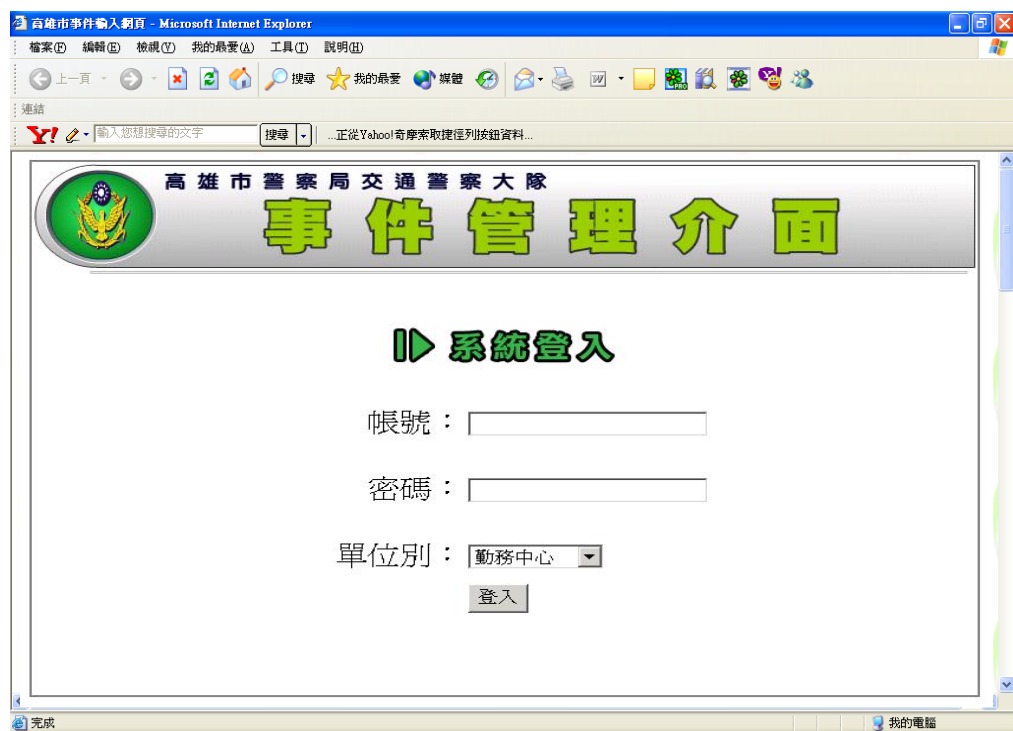 高雄市事件輸入網頁 - Microsoft Internet Explorer
檔案(F) 編輯(E) 檢視(V) 我的最愛(A) 工具(T) 說明(H)
上一頁 搜尋 我的最愛 媒體
連結
Y! 輸入您想搜尋的文字 搜尋 ...正從Yahoo!奇摩索取捷徑列按鈕資料...
高雄市警察局交通警察大隊
事件管理介面
系統登入
帳號：
密碼：
單位別： 勤務中心
登入
完成 我的電腦